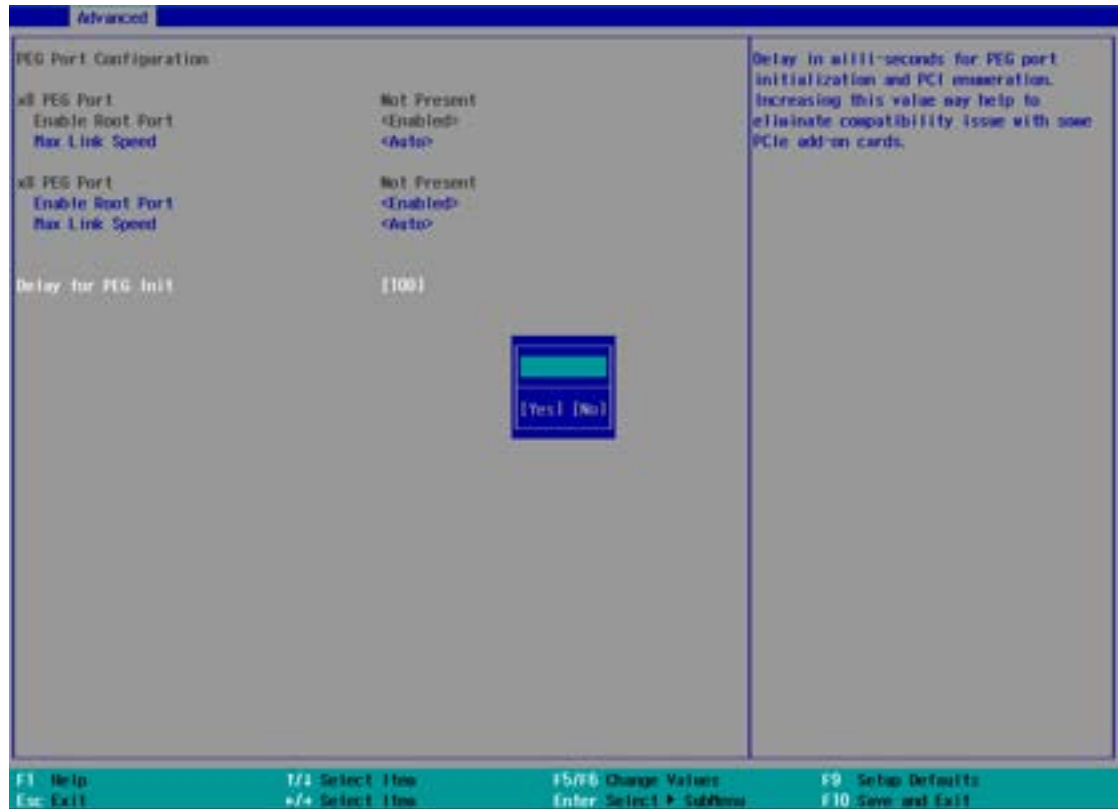 Advanced
PEG Port Configuration
x8 PEG Port Not Present
Enable Root Port <Enabled>
Max Link Speed <Auto>
x8 PEG Port Not Present
Enable Root Port <Enabled>
Max Link Speed <Auto>
Delay for PEG Init [100]
Delay in milli-seconds for PEG port
initialization and PCI enumeration.
Increasing this value may help to
eliminate compatibility issue with some
PCIe add-on cards.
[Yes] [No]
F1 Help ↑/↓ Select Item F5/F6 Change Values F9 Setup Defaults
Esc Exit Select Item Enter Select ▶ SubMenu F10 Save and Exit